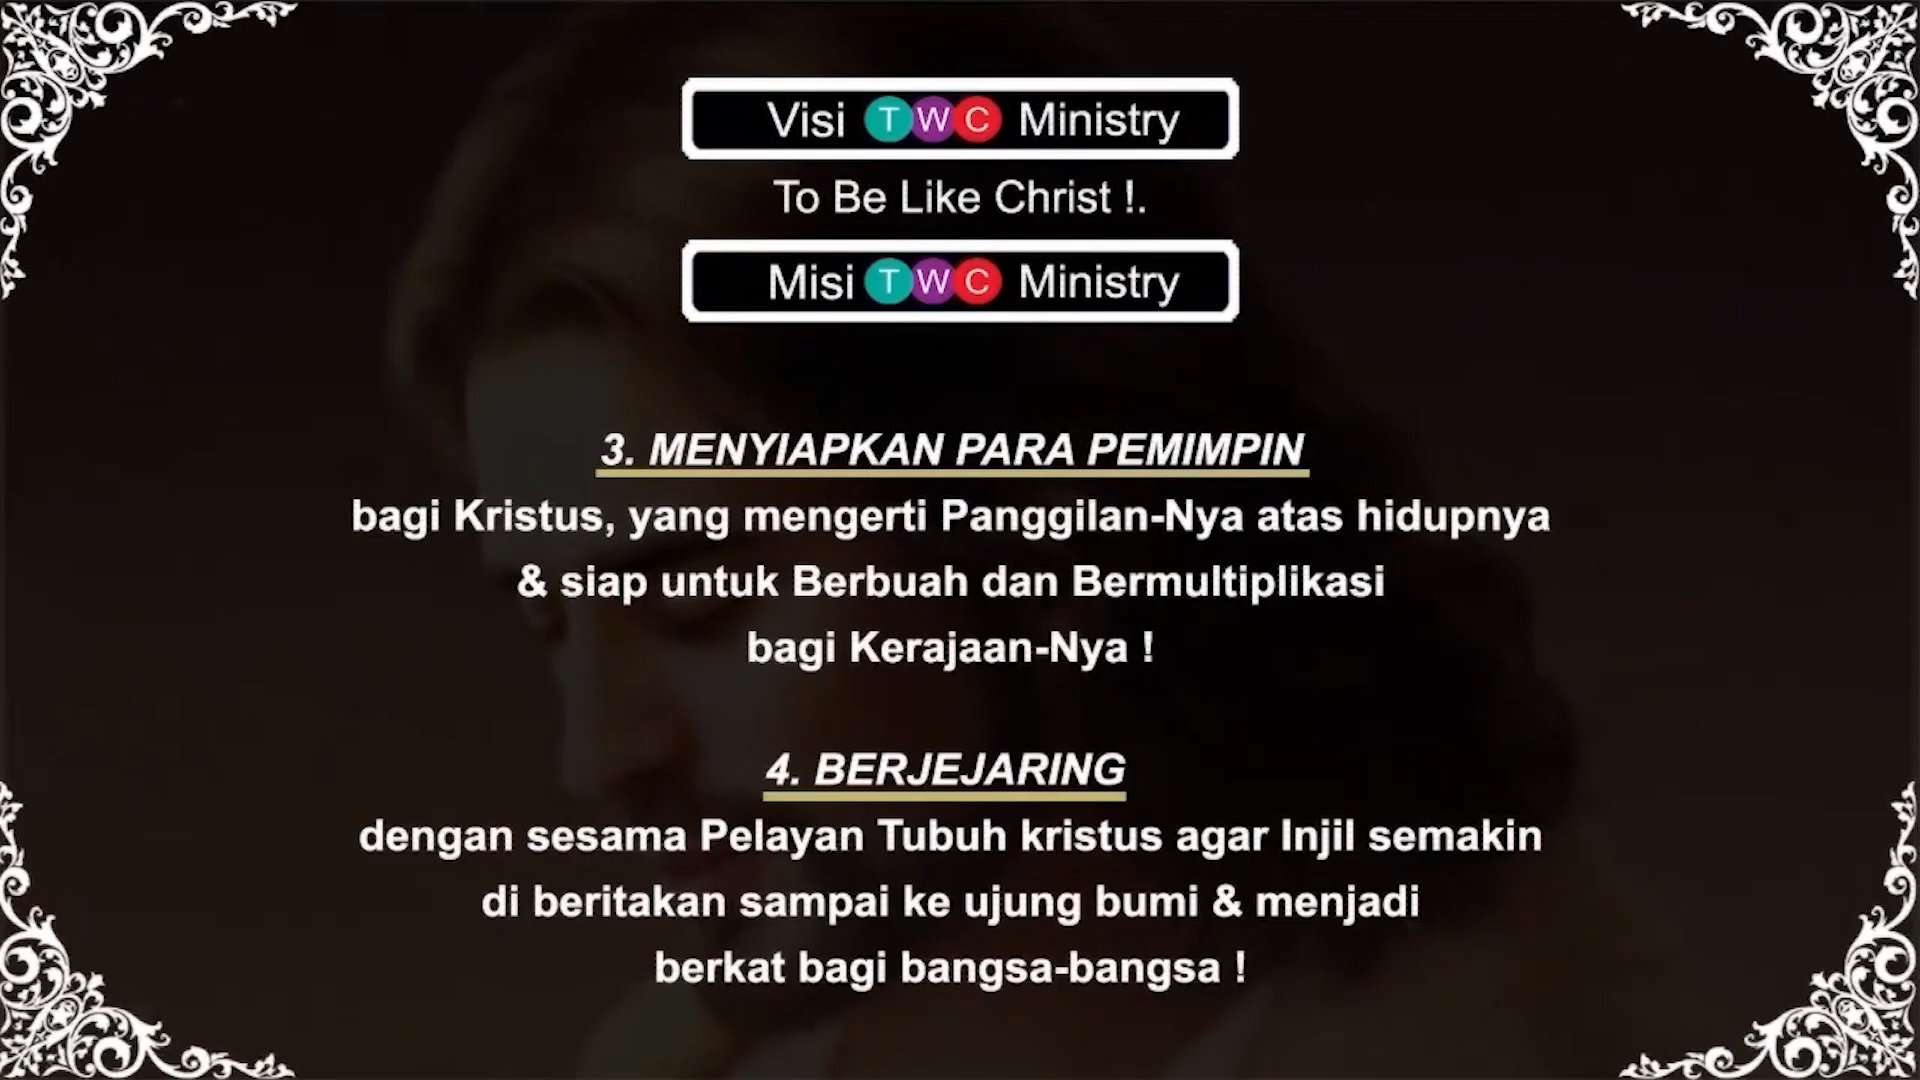 Visi TWC Ministry
To Be Like Christ !.
Misi TWC Ministry
3. MENYIAPKAN PARA PEMIMPIN
bagi Kristus, yang mengerti Panggilan-Nya atas hidupnya
& siap untuk Berbuah dan Bermultiplikasi
bagi Kerajaan-Nya !
4. BERJEJARING
dengan sesama Pelayan Tubuh kristus agar Injil semakin
di beritakan sampai ke ujung bumi & menjadi
berkat bagi bangsa-bangsa !